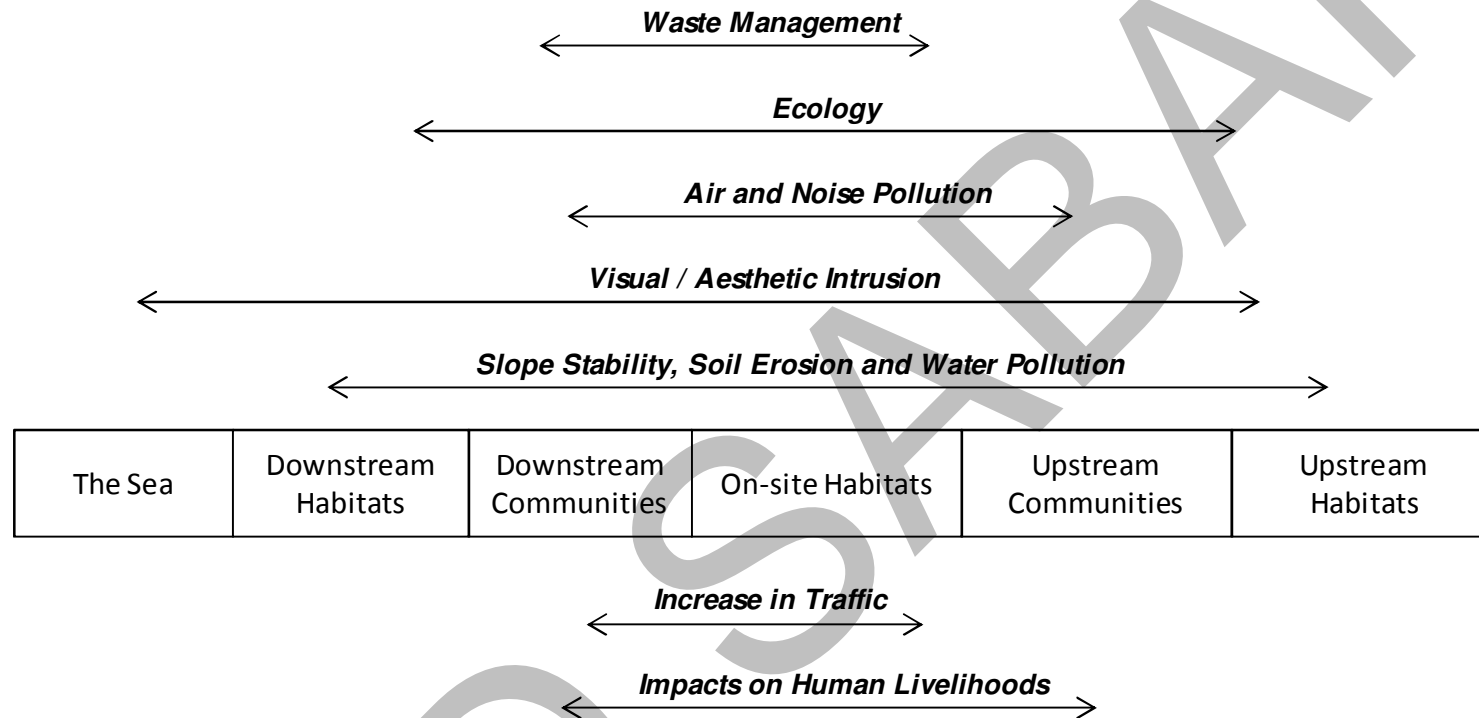 Waste Management
Ecology
Air and Noise Pollution
Visual / Aesthetic Intrusion
Slope Stability, Soil Erosion and Water Pollution
The Sea
Downstream
Habitats
Downstream
Communities
On-site Habitats
Upstream
Communities
Upstream
Habitats
Increase in Traffic
Impacts on Human Livelihoods
SABA